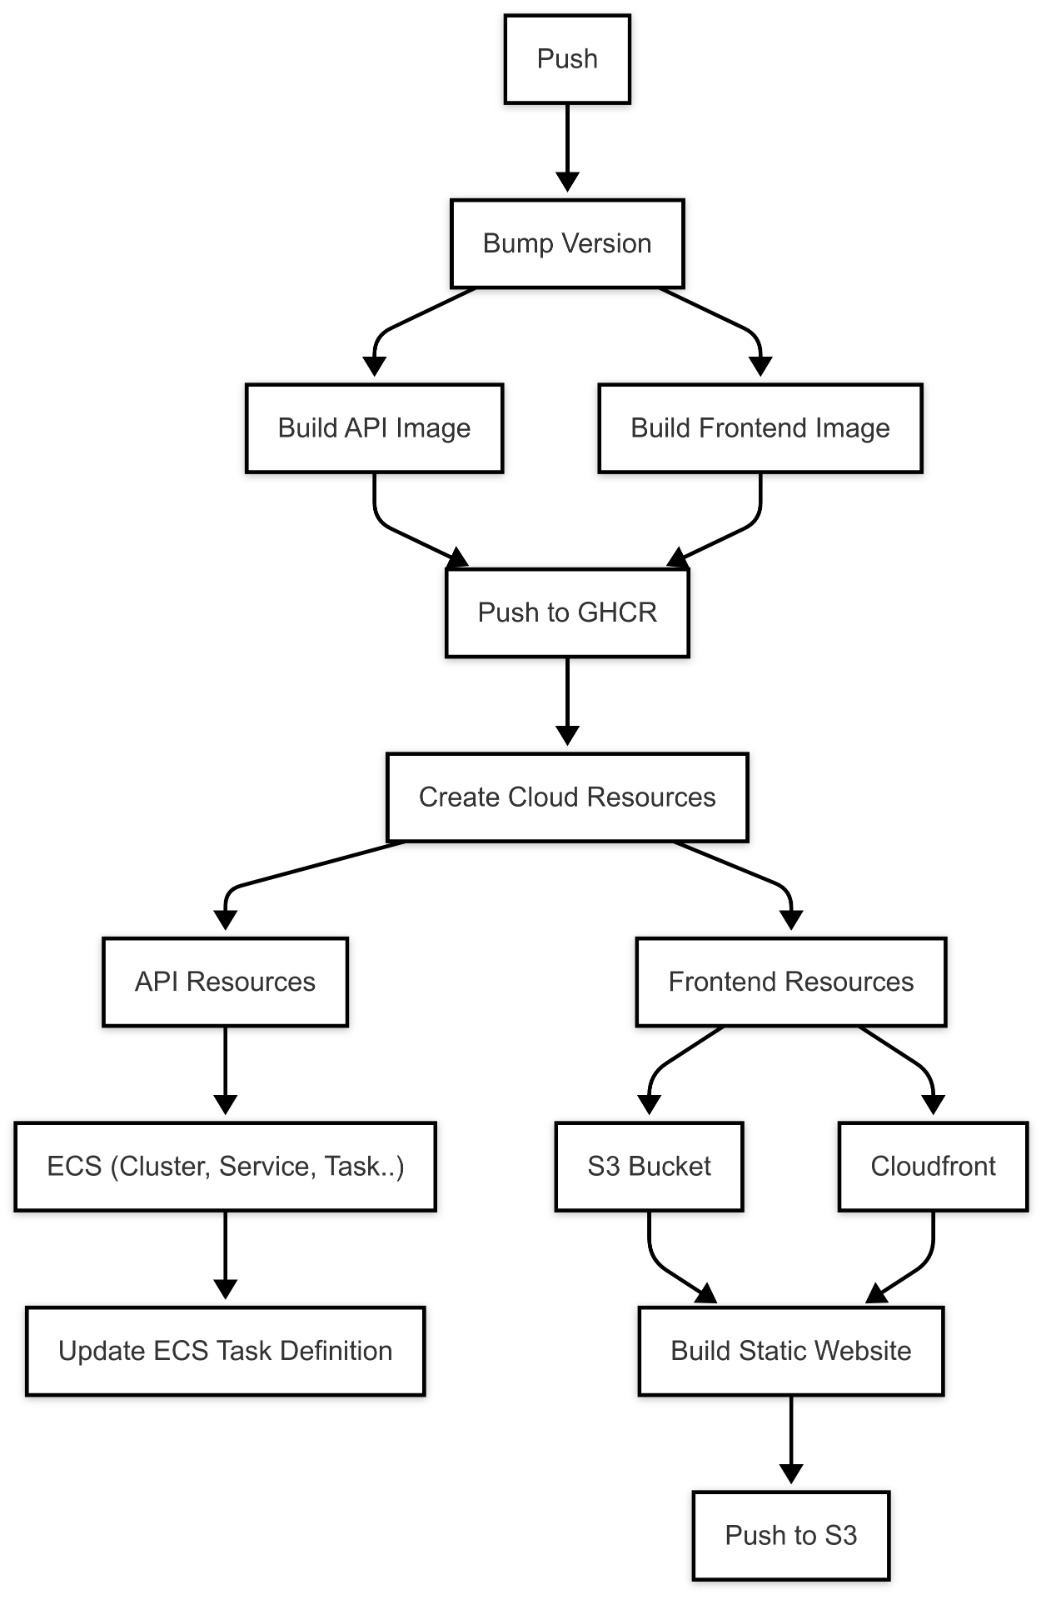 Push
Bump Version
Build API Image
Build Frontend Image
Push to GHCR
Create Cloud Resources
API Resources
Frontend Resources
ECS (Cluster, Service, Task..)
S3 Bucket
Cloudfront
Update ECS Task Definition
Build Static Website
Push to S3